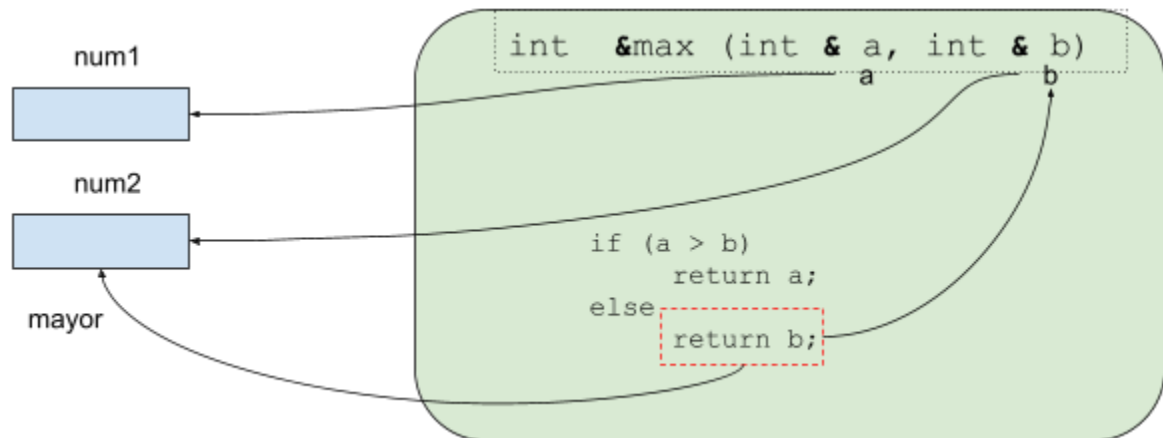 num1
num2
mayor
int &max (int & a, int & b)
a b
if (a > b)
return a;
else
return b;